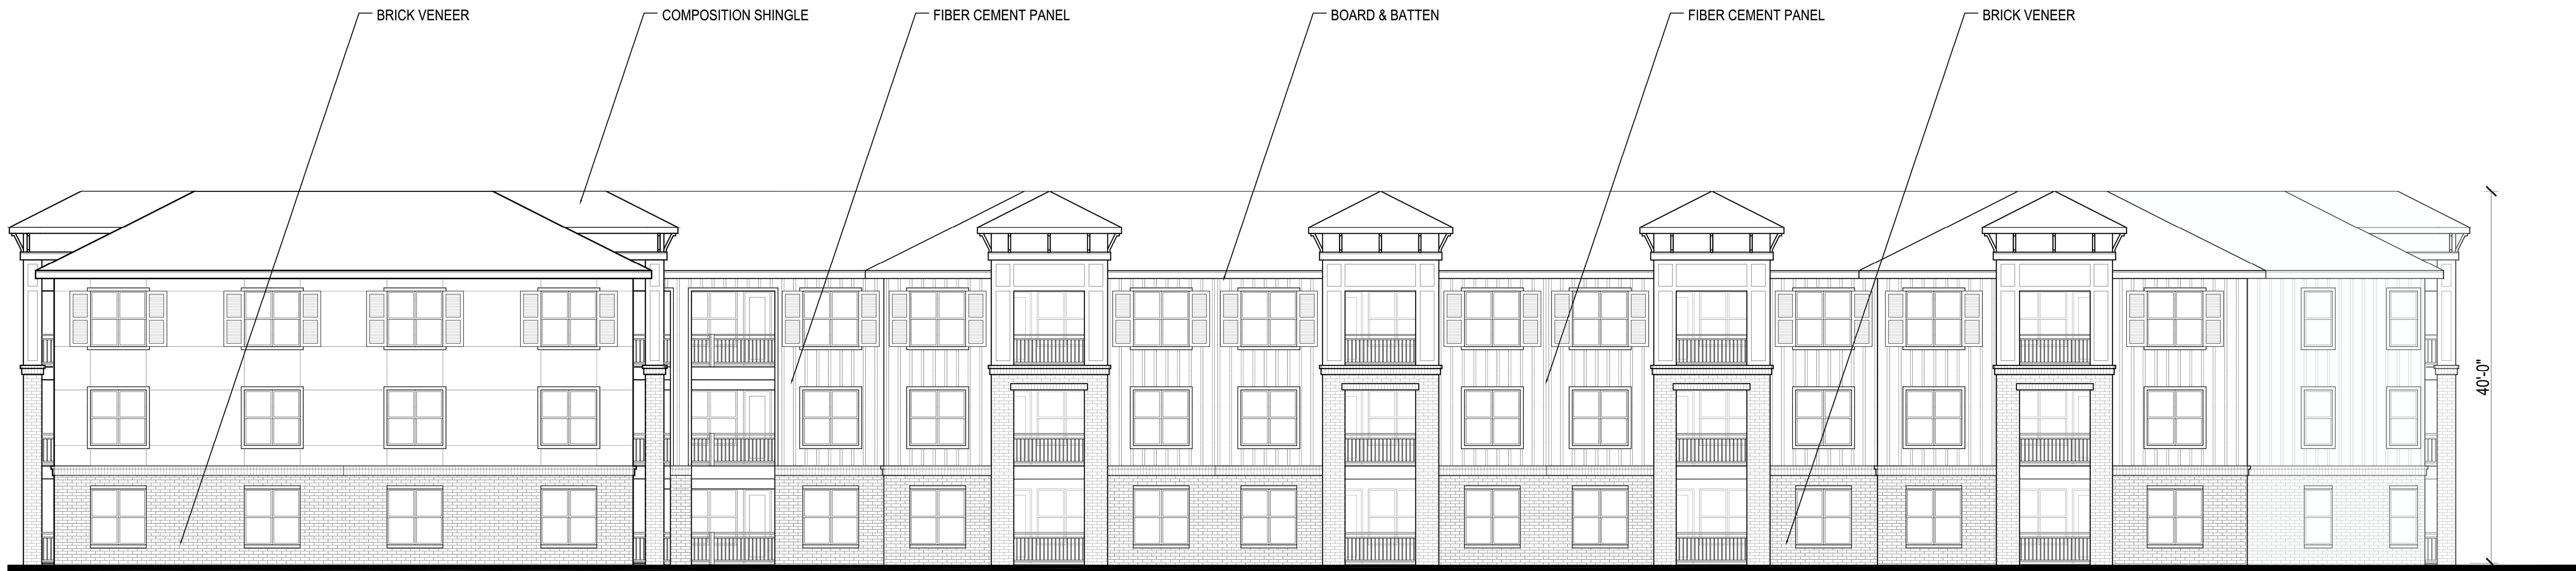 BRICK VENEER
COMPOSITION SHINGLE
FIBER CEMENT PANEL
BOARD & BATTEN
FIBER CEMENT PANEL
BRICK VENEER
40'-0"